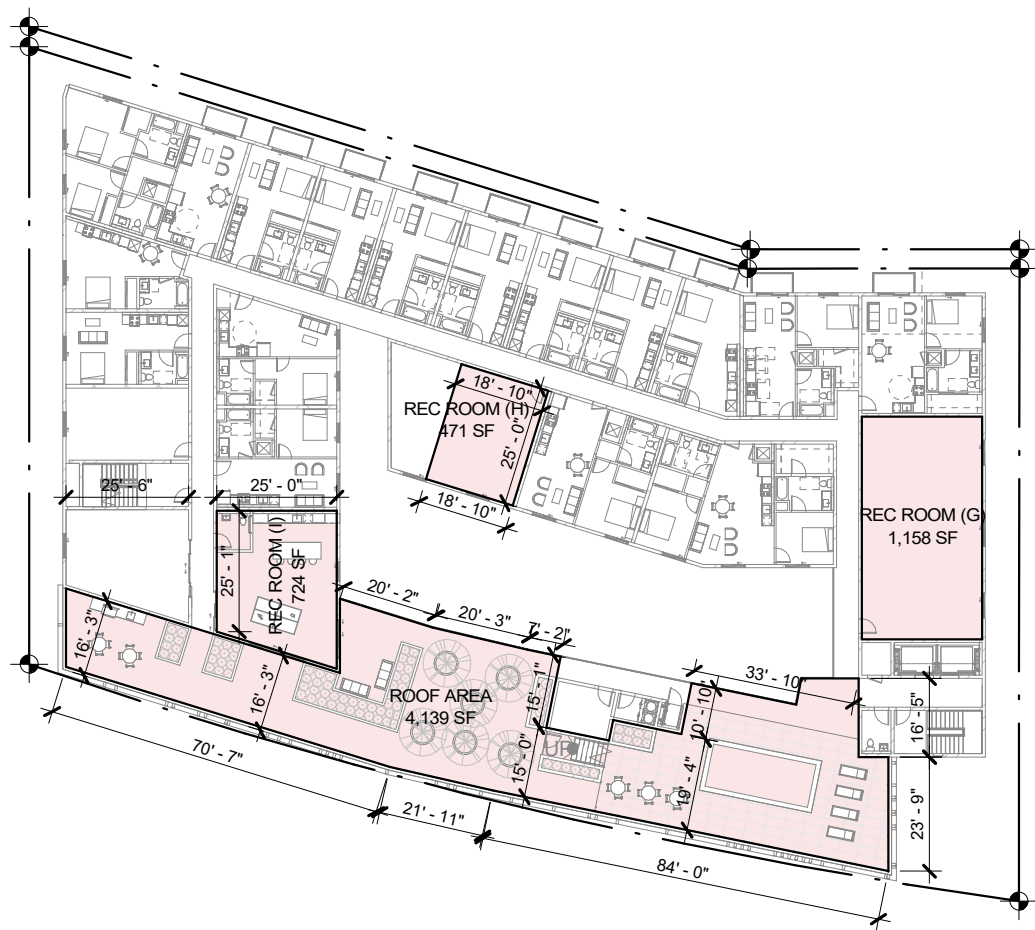 18' - 10"
REC ROOM (H)
471 SF
25' - 0"
18' - 10"
25' - 6"
25' - 0"
REC ROOM (G)
1,158 SF
25' - 1"
REC ROOM (I)
724 SF
20' - 2"
20' - 3"
7' - 2"
16' - 3"
16' - 3"
ROOF AREA
4,139 SF
15' - 1"
15' - 0"
UP
33' - 10"
10' - 10"
19' - 4"
16' - 5"
23' - 9"
70' - 7"
21' - 11"
84' - 0"